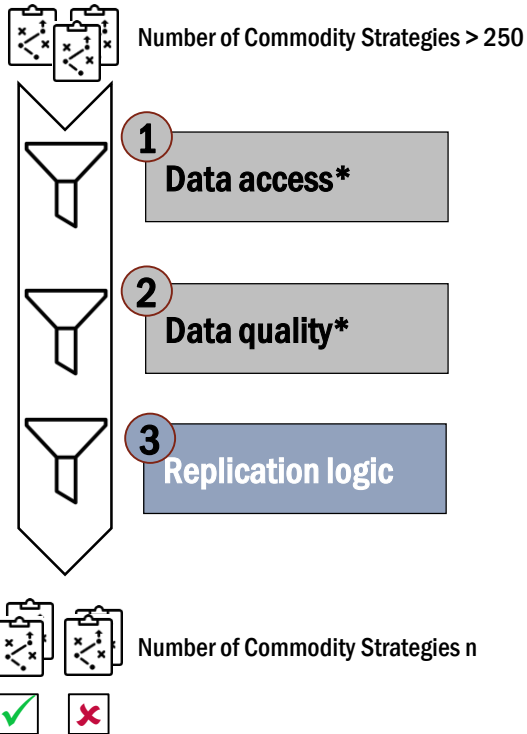 Number of Commodity Strategies > 250
1
Data access*
2
Data quality*
3
Replication logic
Number of Commodity Strategies n